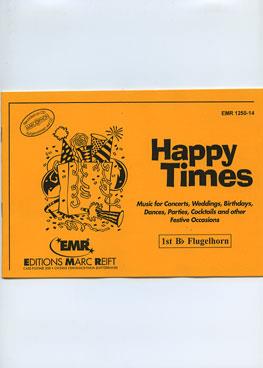 EMR 1250-14
Happy
Times
Music for Concerts, Weddings, Birthdays,
Dances, Parties, Cocktails and other
Festive Occasions
1st B♭ Flugelhorn
EMR
EDITIONS MARC REIFT